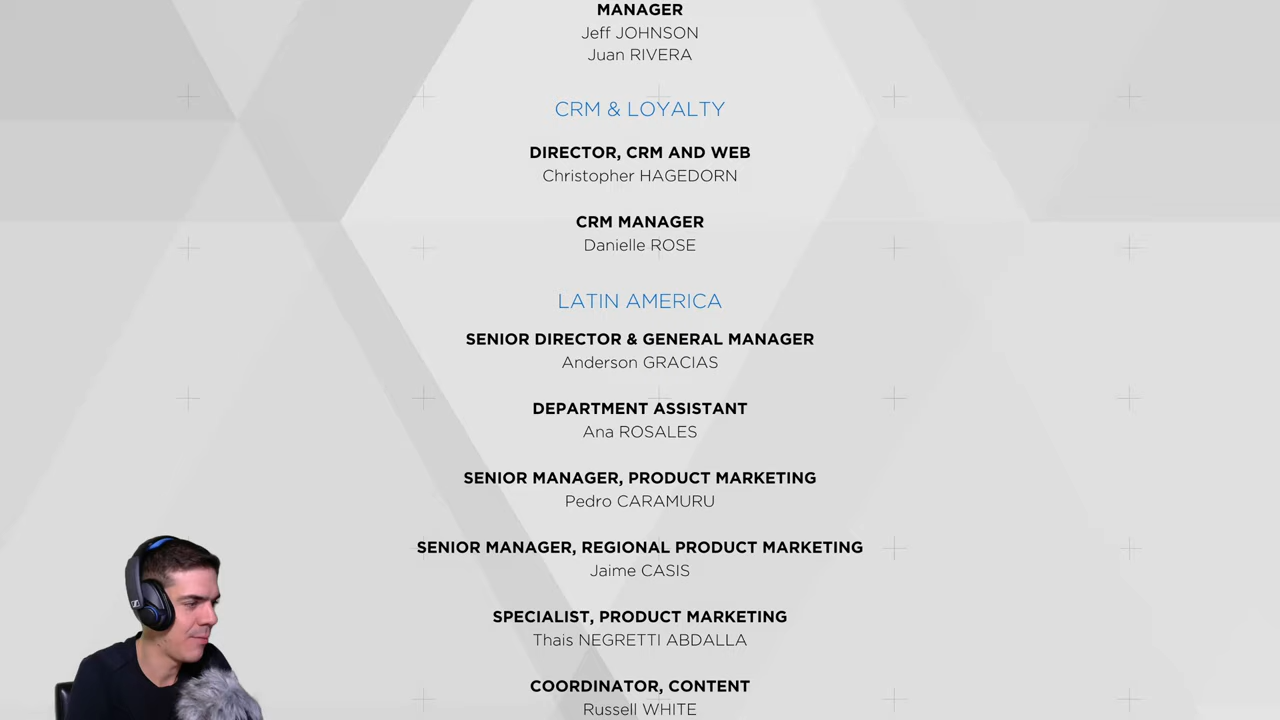 MANAGER
Jeff JOHNSON
Juan RIVERA
CRM & LOYALTY
DIRECTOR, CRM AND WEB
Christopher HAGEDORN
CRM MANAGER
Danielle ROSE
LATIN AMERICA
SENIOR DIRECTOR & GENERAL MANAGER
Anderson GRACIAS
DEPARTMENT ASSISTANT
Ana ROSALES
SENIOR MANAGER, PRODUCT MARKETING
Pedro CARAMURU
SENIOR MANAGER, REGIONAL PRODUCT MARKETING
Jaime CASIS
SPECIALIST, PRODUCT MARKETING
Thais NEGRETTI ABDALLA
COORDINATOR, CONTENT
Russell WHITE